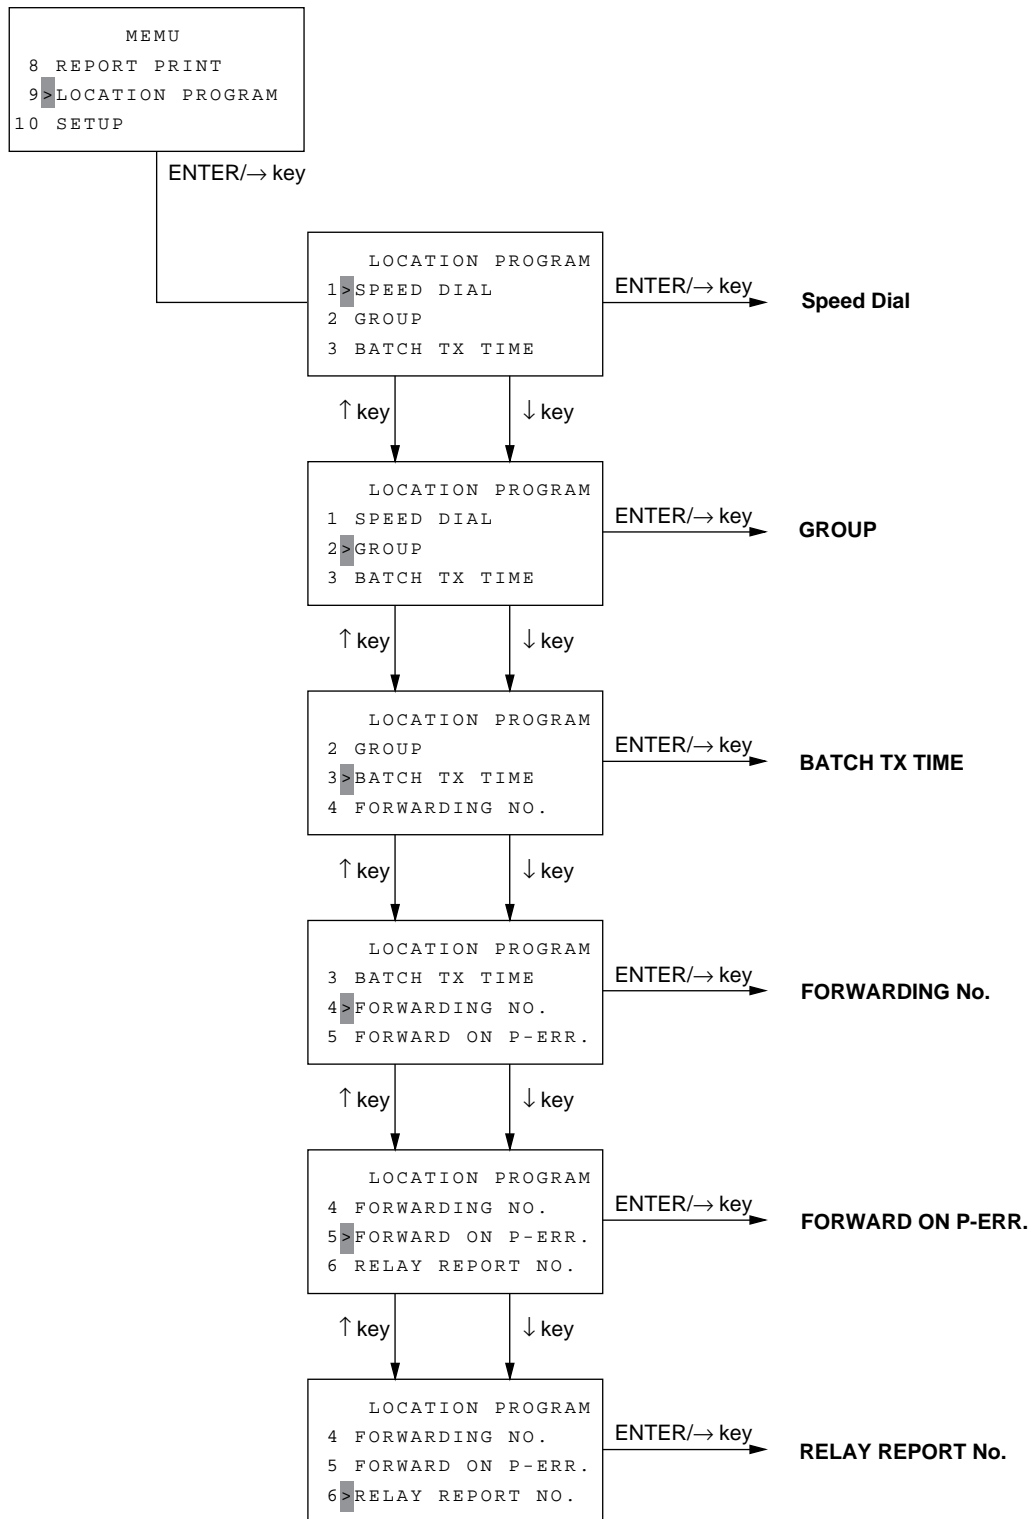 MEMU
8 REPORT PRINT
9>LOCATION PROGRAM
10 SETUP
ENTER/→ key
LOCATION PROGRAM
1>SPEED DIAL
2 GROUP
3 BATCH TX TIME
ENTER/→ key
Speed Dial
↑ key
↓ key
LOCATION PROGRAM
1 SPEED DIAL
2>GROUP
3 BATCH TX TIME
ENTER/→ key
GROUP
↑ key
↓ key
LOCATION PROGRAM
2 GROUP
3>BATCH TX TIME
4 FORWARDING NO.
ENTER/→ key
BATCH TX TIME
↑ key
↓ key
LOCATION PROGRAM
3 BATCH TX TIME
4>FORWARDING NO.
5 FORWARD ON P-ERR.
ENTER/→ key
FORWARDING No.
↑ key
↓ key
LOCATION PROGRAM
4 FORWARDING NO.
5>FORWARD ON P-ERR.
6 RELAY REPORT NO.
ENTER/→ key
FORWARD ON P-ERR.
↑ key
↓ key
LOCATION PROGRAM
4 FORWARDING NO.
5 FORWARD ON P-ERR.
6>RELAY REPORT NO.
ENTER/→ key
RELAY REPORT No.